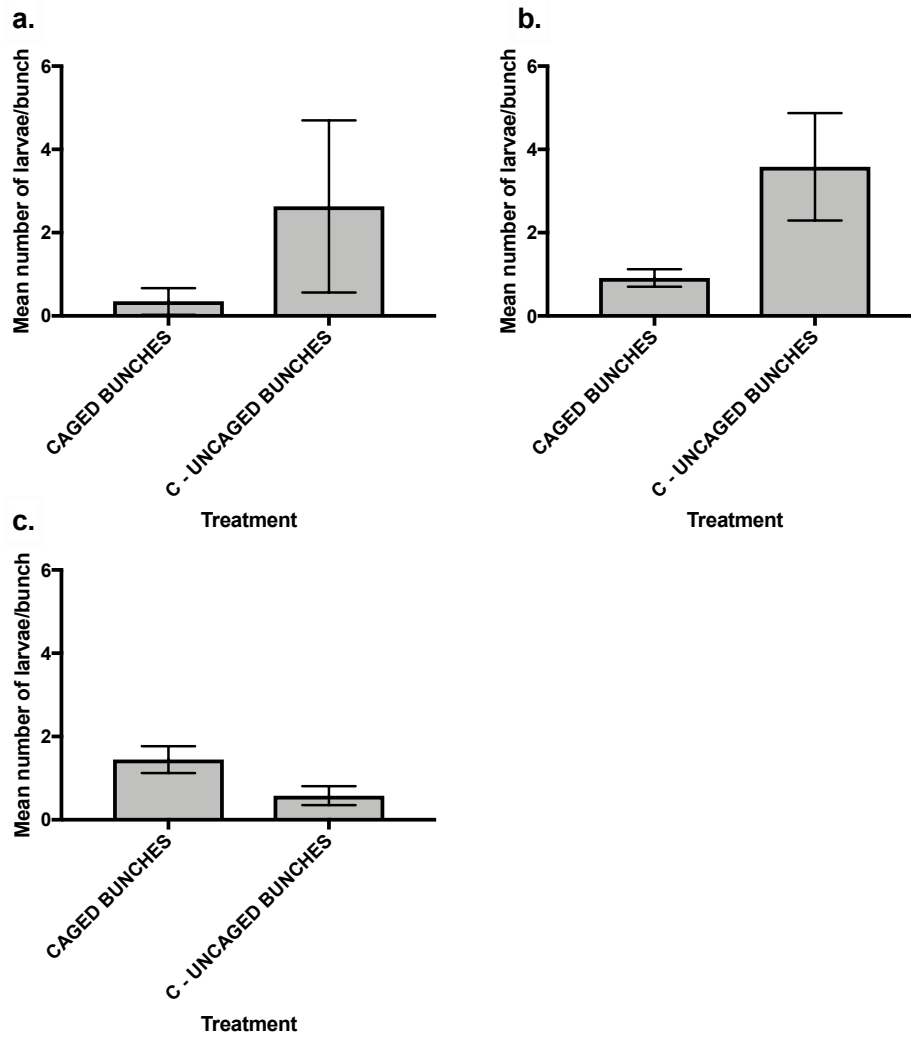 a.
Mean number of larvae/bunch
6
4
2
0
CAGED BUNCHES
C - UNCAGED BUNCHES
Treatment
b.
Mean number of larvae/bunch
6
4
2
0
CAGED BUNCHES
C - UNCAGED BUNCHES
Treatment
c.
Mean number of larvae/bunch
6
4
2
0
CAGED BUNCHES
C - UNCAGED BUNCHES
Treatment